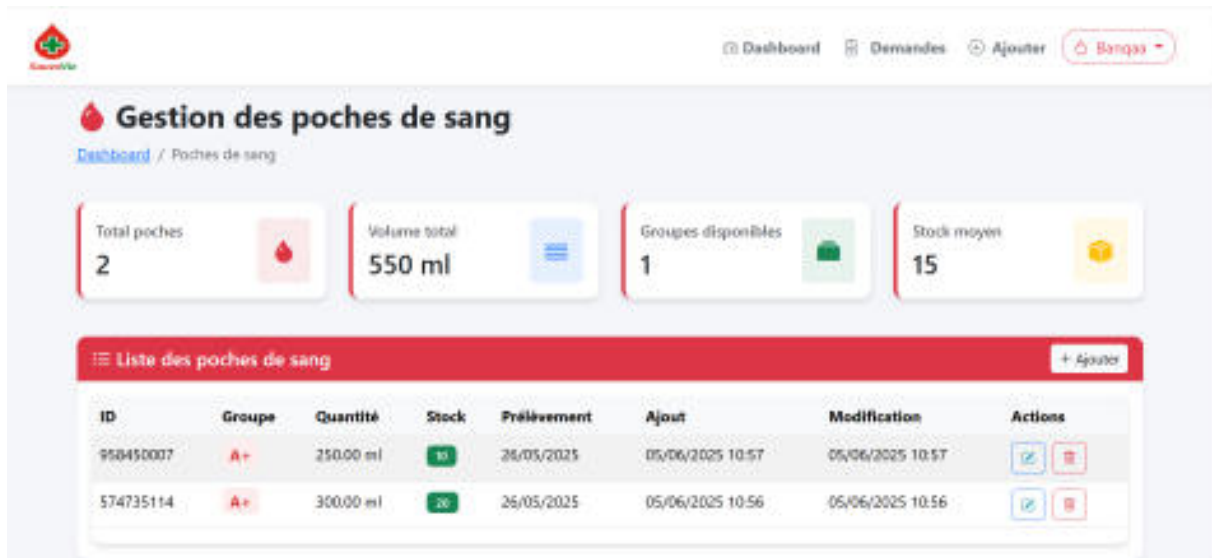 SauveVie
Dashboard Demandes Ajouter Banqaa
Gestion des poches de sang
Dashboard / Poches de sang
Total poches
2
Volume total
550 ml
Groupes disponibles
1
Stock moyen
15
Liste des poches de sang + Ajouter
ID Groupe Quantité Stock Prélèvement Ajout Modification Actions
958450007 A+ 250.00 ml 10 26/05/2025 05/06/2025 10:57 05/06/2025 10:57
574735114 A+ 300.00 ml 20 26/05/2025 05/06/2025 10:56 05/06/2025 10:56